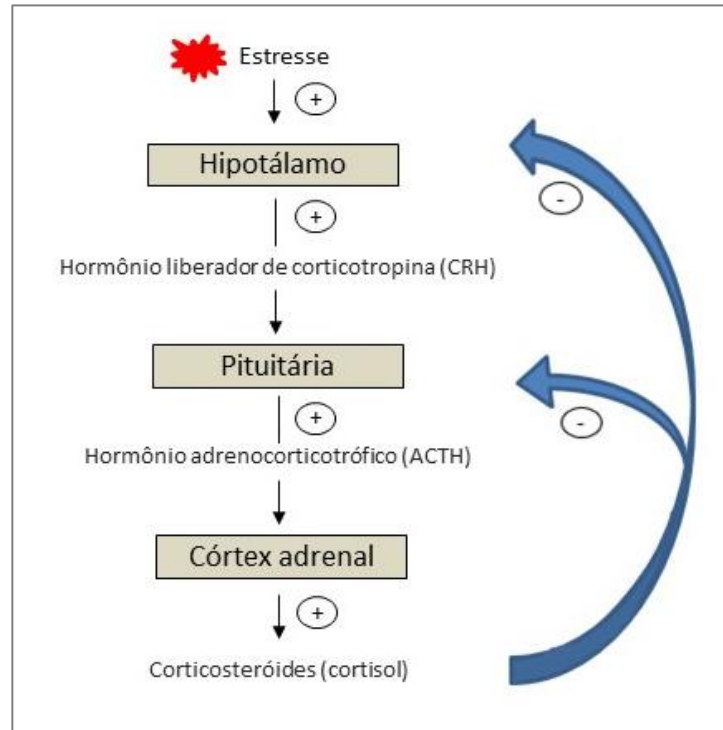 Estresse
+
Hipotálamo
-
+
Hormônio liberador de corticotropina (CRH)
Pituitária
+
-
Hormônio adrenocorticotrófico (ACTH)
Córtex adrenal
+
Corticosteróides (cortisol)